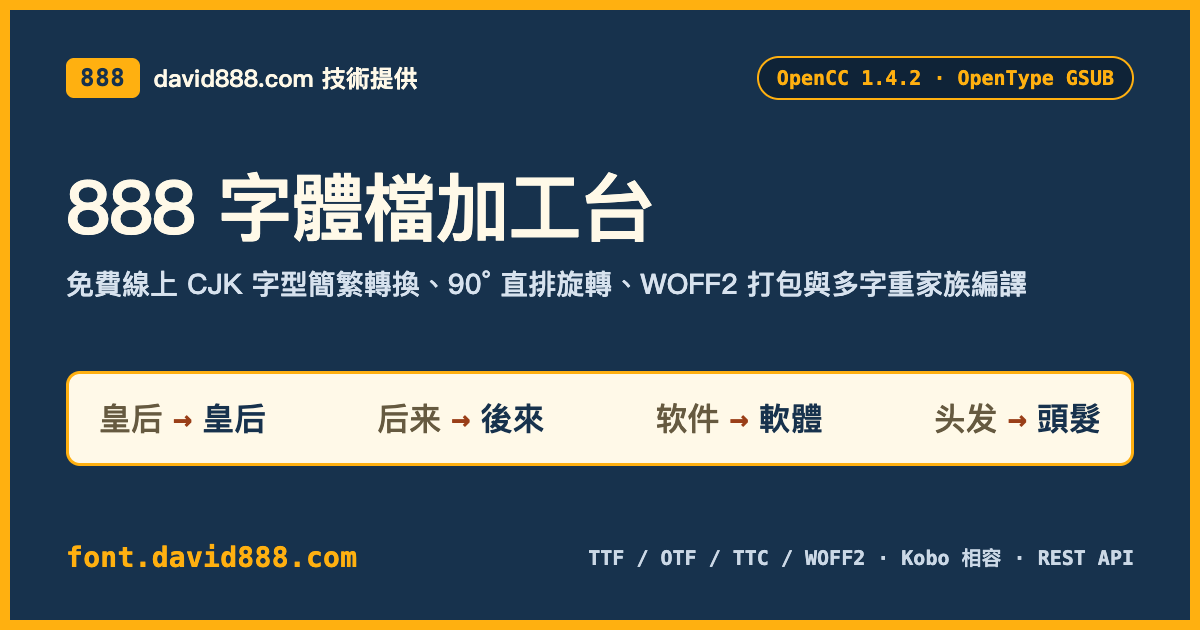 888 david888.com 技術提供
OpenCC 1.4.2 · OpenType GSUB
888 字體檔加工台
免費線上 CJK 字型簡繁轉換、90° 直排旋轉、WOFF2 打包與多字重家族編譯
皇后 → 皇后 后来 → 後來 软件 → 軟體 头发 → 頭髮
font.david888.com
TTF / OTF / TTC / WOFF2 · Kobo 相容 · REST API